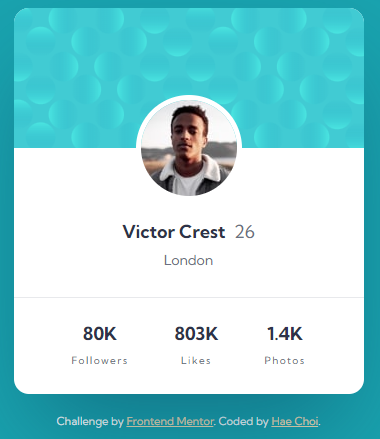 Victor Crest 26
London
80K 803K 1.4K
Followers Likes Photos
Challenge by Frontend Mentor. Coded by Hae Choi.